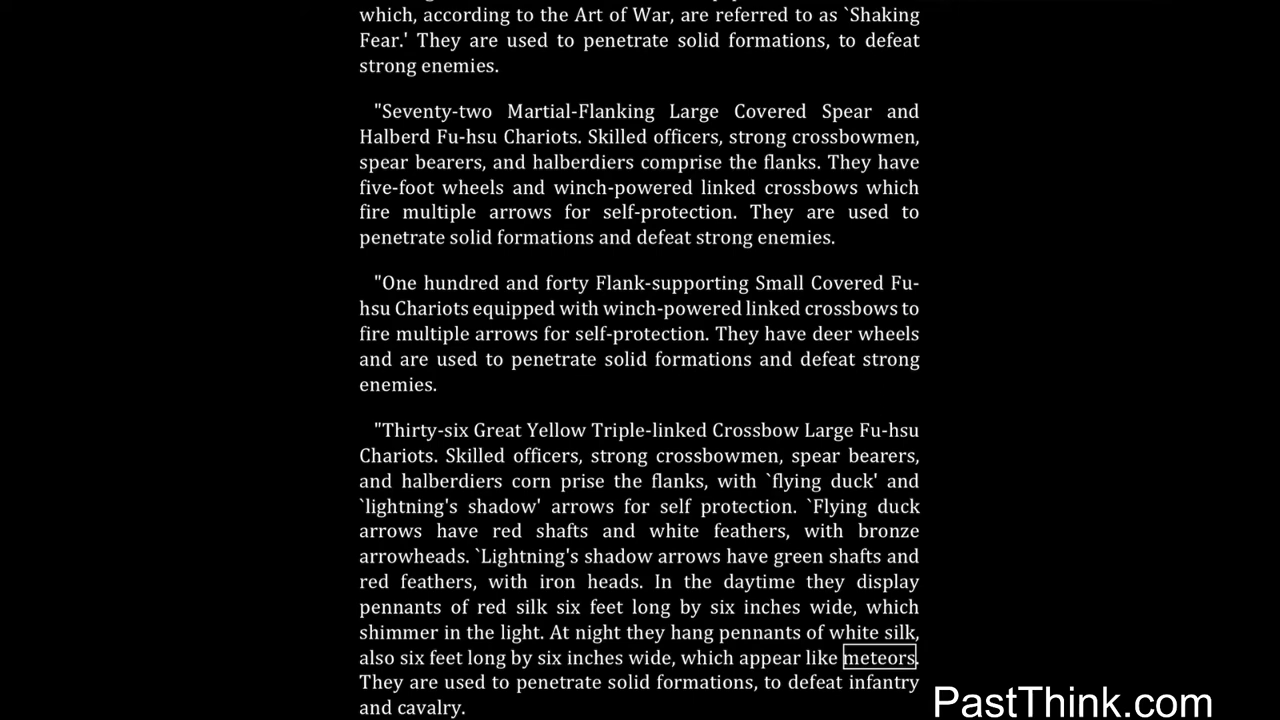 which, according to the Art of War, are referred to as `Shaking
Fear.' They are used to penetrate solid formations, to defeat
strong enemies.
"Seventy-two Martial-Flanking Large Covered Spear and
Halberd Fu-hsu Chariots. Skilled officers, strong crossbowmen,
spear bearers, and halberdiers comprise the flanks. They have
five-foot wheels and winch-powered linked crossbows which
fire multiple arrows for self-protection. They are used to
penetrate solid formations and defeat strong enemies.
"One hundred and forty Flank-supporting Small Covered Fu-
hsu Chariots equipped with winch-powered linked crossbows to
fire multiple arrows for self-protection. They have deer wheels
and are used to penetrate solid formations and defeat strong
enemies.
"Thirty-six Great Yellow Triple-linked Crossbow Large Fu-hsu
Chariots. Skilled officers, strong crossbowmen, spear bearers,
and halberdiers corn prise the flanks, with `flying duck' and
`lightning's shadow' arrows for self protection. `Flying duck
arrows have red shafts and white feathers, with bronze
arrowheads. `Lightning's shadow arrows have green shafts and
red feathers, with iron heads. In the daytime they display
pennants of red silk six feet long by six inches wide, which
shimmer in the light. At night they hang pennants of white silk,
also six feet long by six inches wide, which appear like meteors.
They are used to penetrate solid formations, to defeat infantry
and cavalry.
PastThink.com